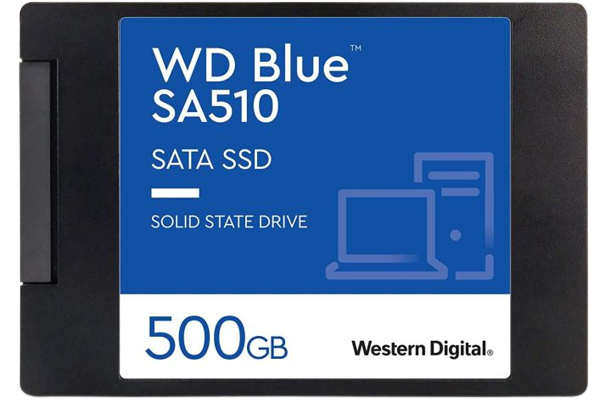 WD Blue™
SA510
SATA SSD
SOLID STATE DRIVE
500GB
Western Digital®